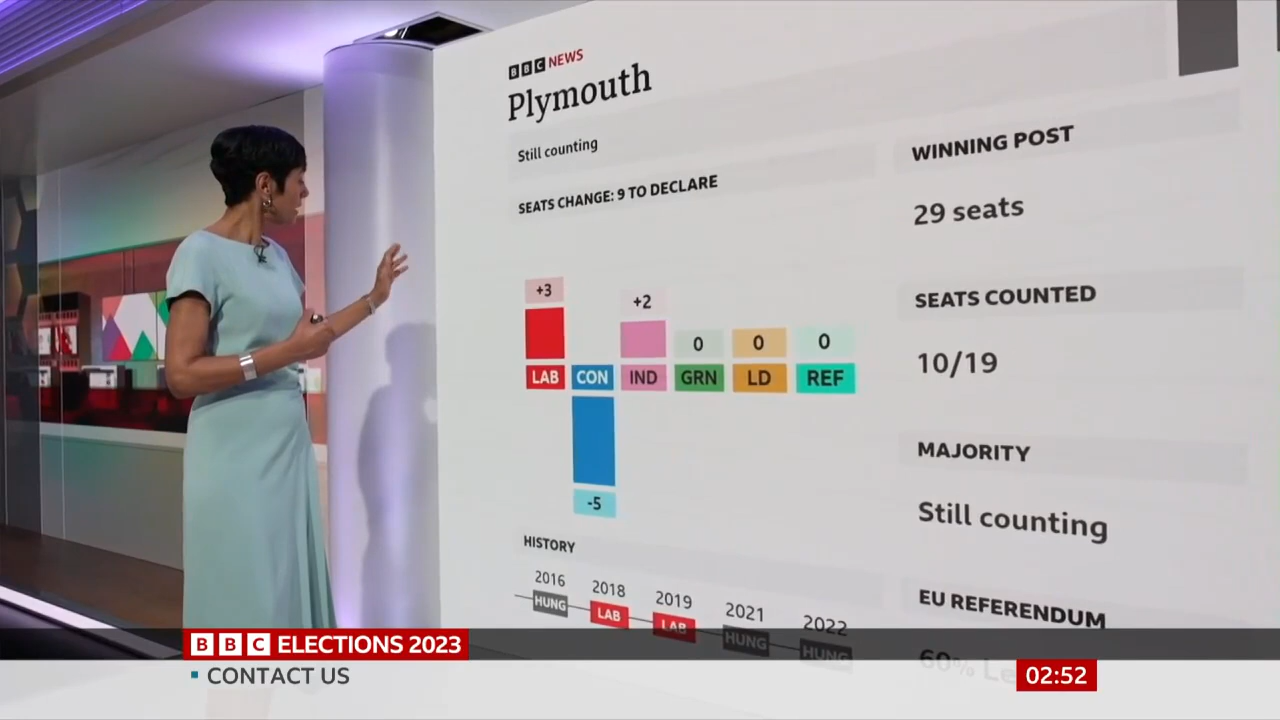 BBC NEWS
Plymouth
Still counting
SEATS CHANGE: 9 TO DECLARE
+3
+2
0
0
0
LAB
CON
IND
GRN
LD
REF
-5
HISTORY
2016
2018
2019
2021
2022
HUNG
LAB
LAB
HUNG
HUNG
WINNING POST
29 seats
SEATS COUNTED
10/19
MAJORITY
Still counting
EU REFERENDUM
60%
BBC ELECTIONS 2023
CONTACT US
02:52